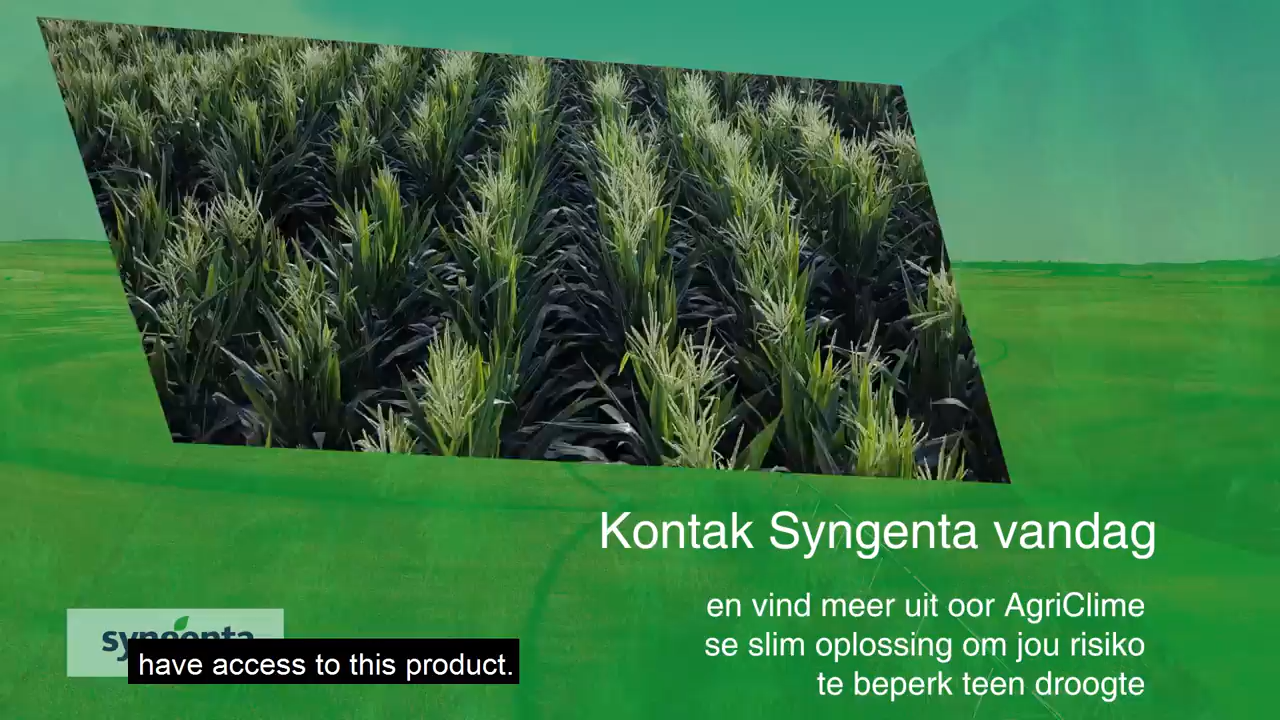 Kontak Syngenta vandag
en vind meer uit oor AgriClime
se slim oplossing om jou risiko
te beperk teen droogte
syngenta
have access to this product.